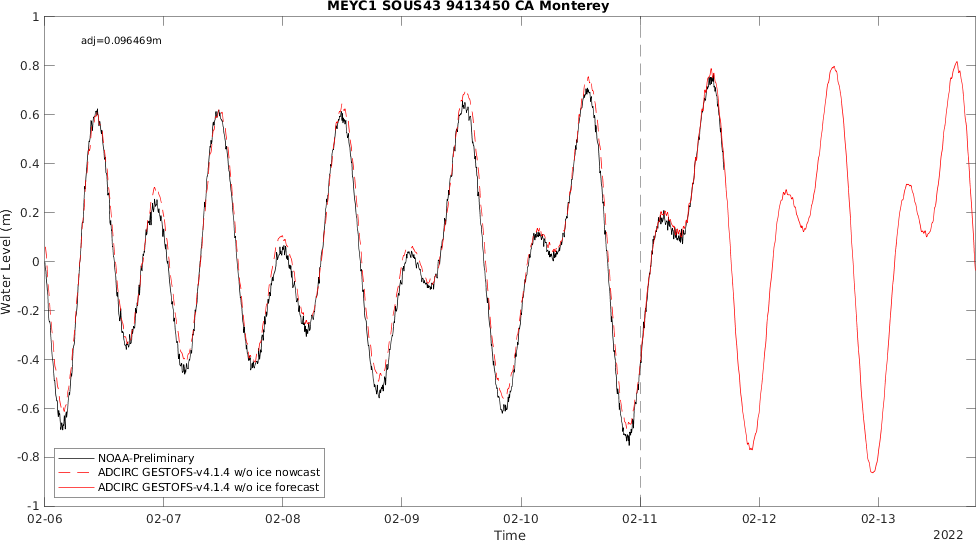 MEYC1 SOUS43 9413450 CA Monterey
adj=0.096469m
Water Level (m)
1
0.8
0.6
0.4
0.2
0
-0.2
-0.4
-0.6
-0.8
-1
NOAA-Preliminary
ADCIRC GESTOFS-v4.1.4 w/o ice nowcast
ADCIRC GESTOFS-v4.1.4 w/o ice forecast
02-06 02-07 02-08 02-09 02-10 02-11 02-12 02-13
Time
2022